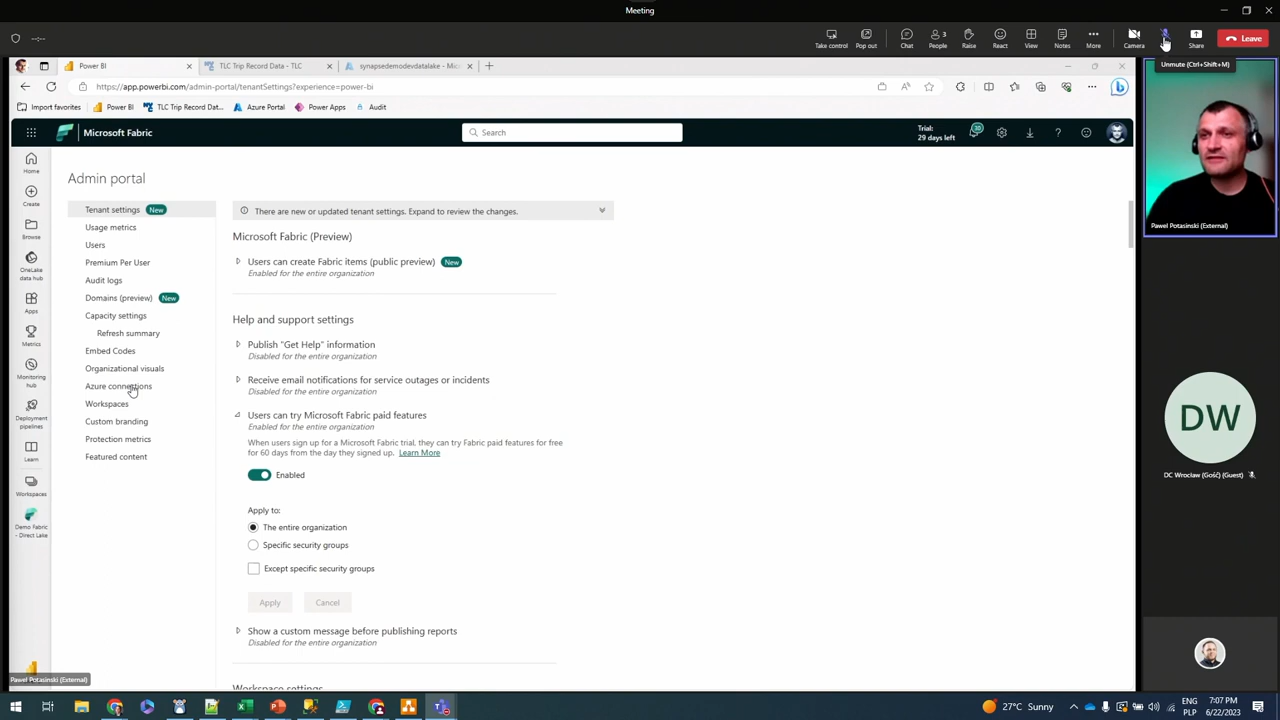 Meeting
--:--
Take control
Pop out
Chat
3
People
Raise
React
View
Notes
More
Camera
Share
Leave
Unmute (Ctrl+Shift+M)
Power BI
TLC Trip Record Data - TLC
synapsedemodevdatalake - Mic
https://app.powerbi.com/admin-portal/tenantSettings?experience=power-bi
Import favorites
Power BI
TLC Trip Record Dat...
Azure Portal
Power Apps
Audit
Microsoft Fabric
Search
Trial:
29 days left
Home
Create
Browse
OneLake
data hub
Apps
Metrics
Monitoring
hub
Deployment
pipelines
Learn
Workspaces
Demo Fabric
- Direct Lake
Admin portal
Tenant settings New
Usage metrics
Users
Premium Per User
Audit logs
Domains (preview) New
Capacity settings
Refresh summary
Embed Codes
Organizational visuals
Azure connections
Workspaces
Custom branding
Protection metrics
Featured content
There are new or updated tenant settings. Expand to review the changes.
Microsoft Fabric (Preview)
Users can create Fabric items (public preview) New
Enabled for the entire organization
Help and support settings
Publish "Get Help" information
Disabled for the entire organization
Receive email notifications for service outages or incidents
Disabled for the entire organization
Users can try Microsoft Fabric paid features
Enabled for the entire organization
When users sign up for a Microsoft Fabric trial, they can try Fabric paid features for free
for 60 days from the day they signed up. Learn More
Enabled
Apply to:
The entire organization
Specific security groups
Except specific security groups
Apply
Cancel
Show a custom message before publishing reports
Disabled for the entire organization
Workspace settings
Pawel Potasinski (External)
Pawel Potasinski (External)
DW
DC Wrocław (Gość) (Guest)
27°C Sunny
ENG
PLP
7:07 PM
6/22/2023